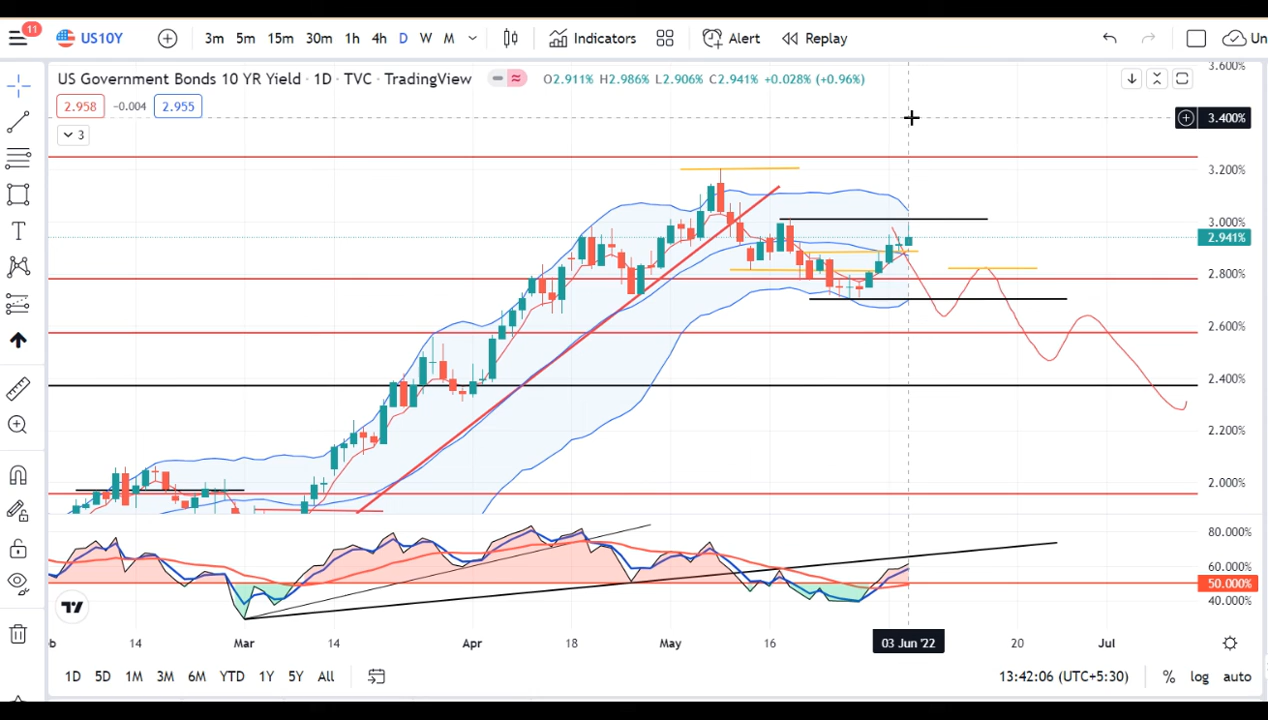 11
US10Y
3m 5m 15m 30m 1h 4h D W M
Indicators
Alert
Replay
Un
US Government Bonds 10 YR Yield · 1D · TVC · TradingView
O2.911% H2.986% L2.906% C2.941% +0.028% (+0.96%)
2.958 -0.004 2.955
3
3.600%
3.400%
3.200%
3.000%
2.941%
2.800%
2.600%
2.400%
2.200%
2.000%
80.000%
60.000%
50.000%
40.000%
14 Mar 14 Apr 18 May 16 03 Jun '22 20 Jul
1D 5D 1M 3M 6M YTD 1Y 5Y All
13:42:06 (UTC+5:30) % log auto